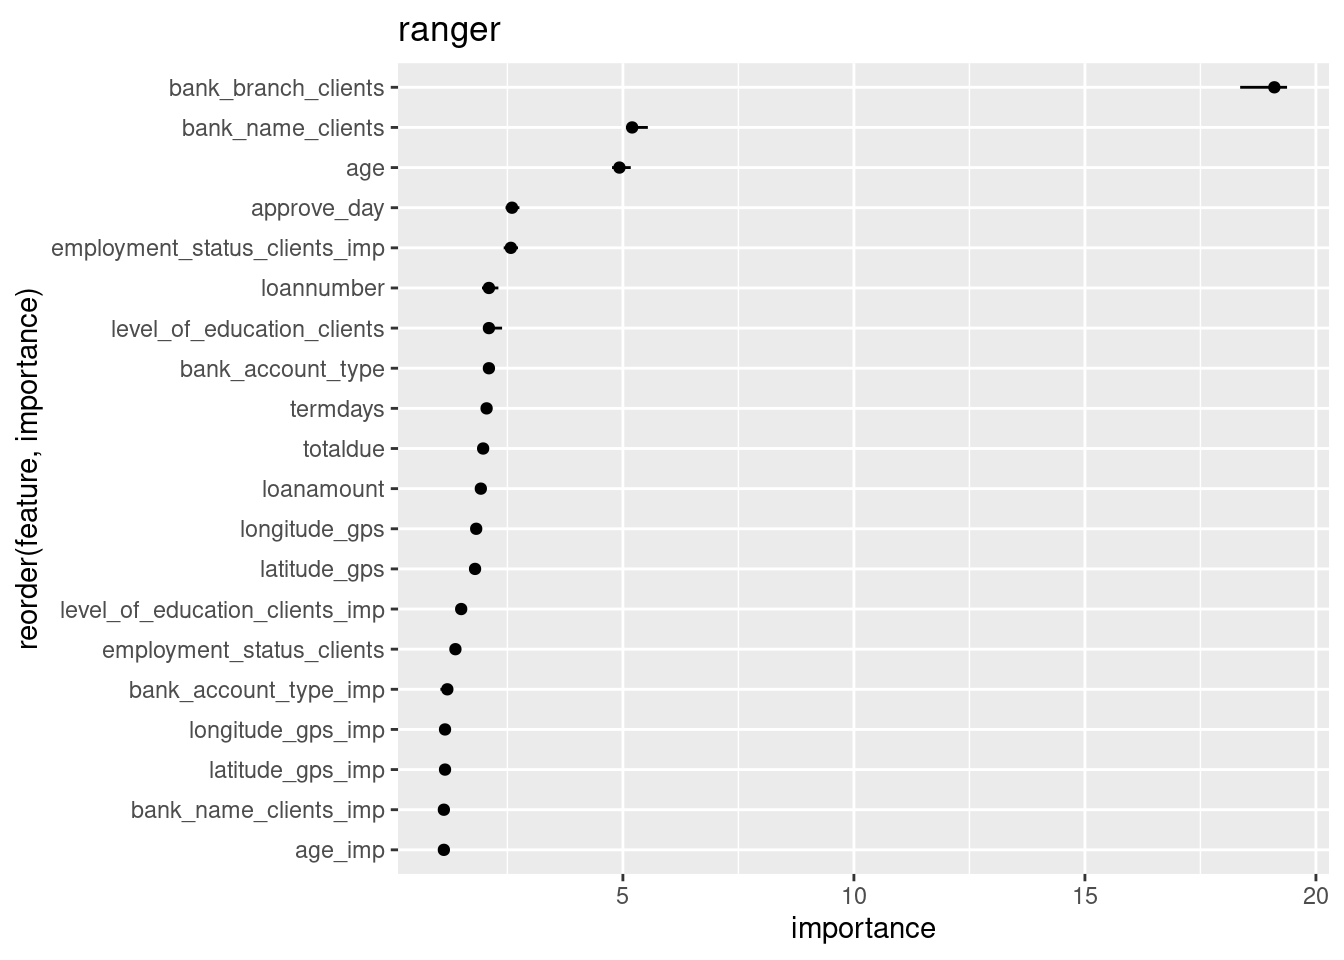 ranger
reorder(feature, importance)
bank_branch_clients
bank_name_clients
age
approve_day
employment_status_clients_imp
loannumber
level_of_education_clients
bank_account_type
termdays
totaldue
loanamount
longitude_gps
latitude_gps
level_of_education_clients_imp
employment_status_clients
bank_account_type_imp
longitude_gps_imp
latitude_gps_imp
bank_name_clients_imp
age_imp
5 10 15 20
importance